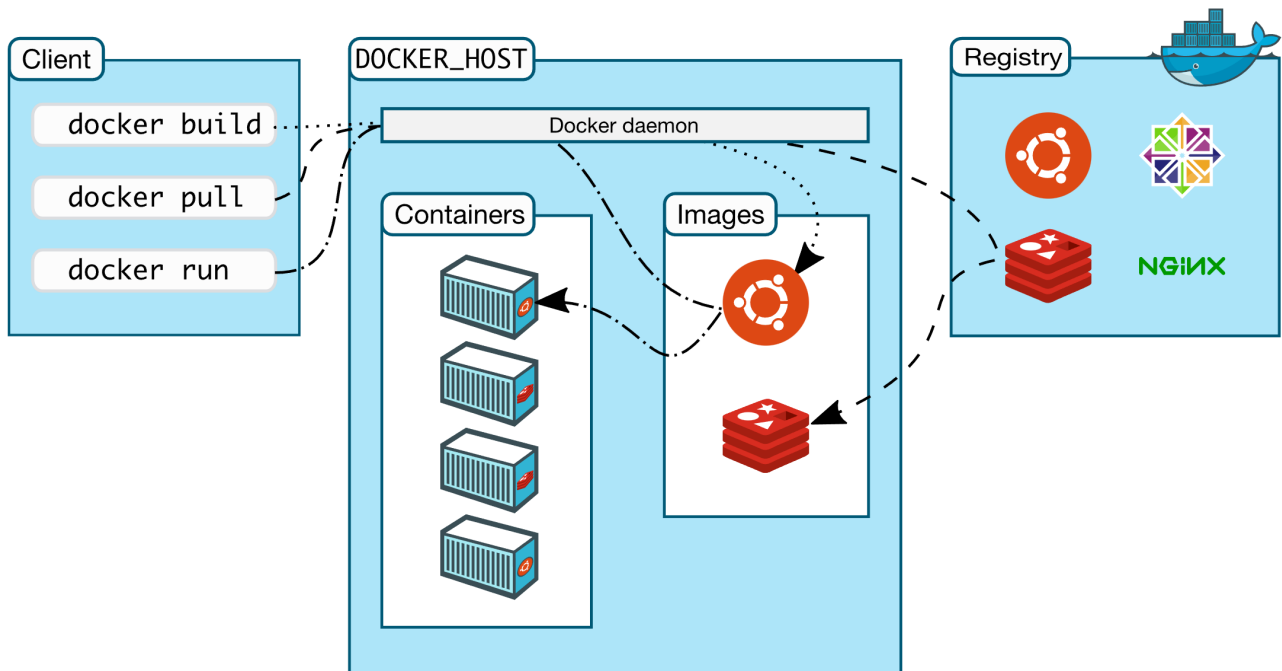 Client
docker build
docker pull
docker run
DOCKER_HOST
Docker daemon
Containers
Images
Registry
NGiNX